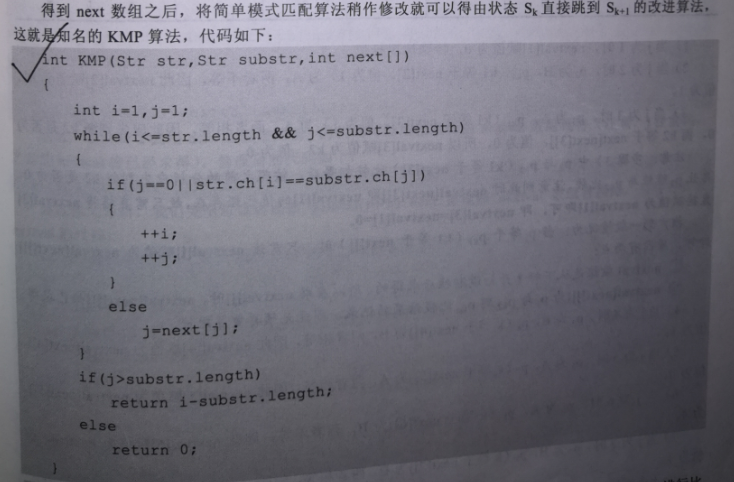 得到 next 数组之后，将简单模式匹配算法稍作修改就可以得由状态 Sk 直接跳到 Sk+1 的改进算法，
这就是知名的 KMP 算法，代码如下：
int KMP(Str str,Str substr,int next[])
{
int i=1,j=1;
while(i<=str.length && j<=substr.length)
{
if(j==0||str.ch[i]==substr.ch[j])
{
++i;
++j;
}
else
j=next[j];
}
if(j>substr.length)
return i-substr.length;
else
return 0;
}